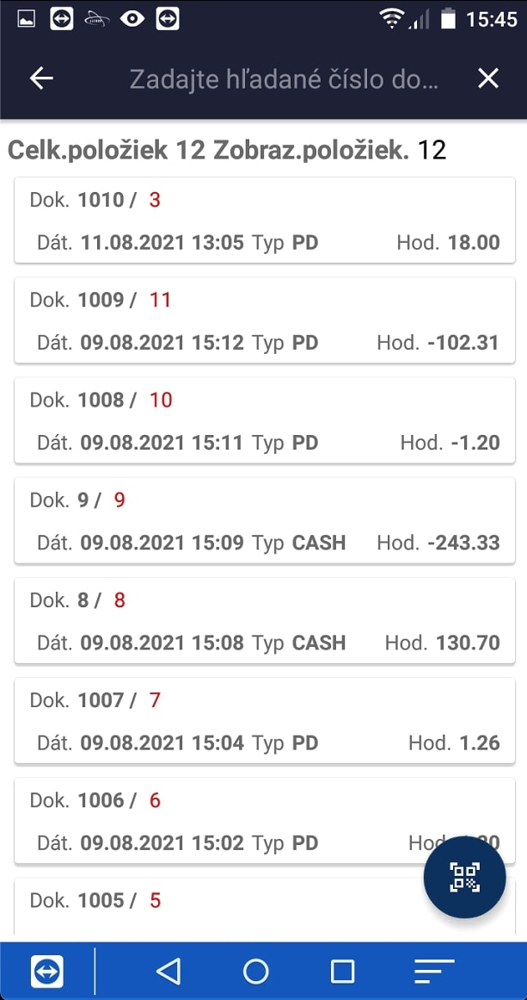 15:45
Zadajte hľadané číslo do...
Celk.položiek 12 Zobraz.položiek. 12
Dok. 1010 / 3
Dát. 11.08.2021 13:05 Typ PD Hod. 18.00
Dok. 1009 / 11
Dát. 09.08.2021 15:12 Typ PD Hod. -102.31
Dok. 1008 / 10
Dát. 09.08.2021 15:11 Typ PD Hod. -1.20
Dok. 9 / 9
Dát. 09.08.2021 15:09 Typ CASH Hod. -243.33
Dok. 8 / 8
Dát. 09.08.2021 15:08 Typ CASH Hod. 130.70
Dok. 1007 / 7
Dát. 09.08.2021 15:04 Typ PD Hod. 1.26
Dok. 1006 / 6
Dát. 09.08.2021 15:02 Typ PD
Dok. 1005 / 5